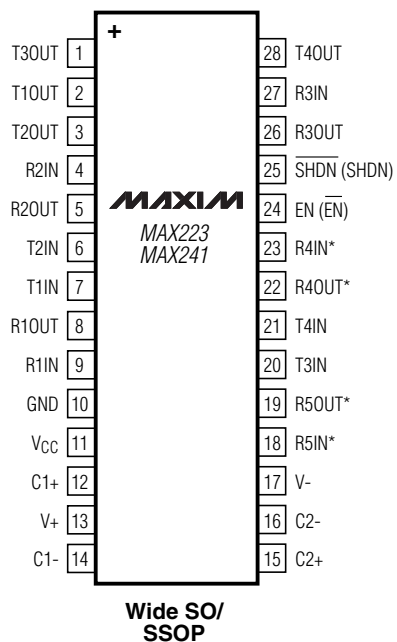 +
T3OUT 1
T1OUT 2
T2OUT 3
R2IN 4
R2OUT 5
T2IN 6
T1IN 7
R1OUT 8
R1IN 9
GND 10
VCC 11
C1+ 12
V+ 13
C1- 14
MAXIM
MAX223
MAX241
28 T4OUT
27 R3IN
26 R3OUT
25 S̅H̅D̅N̅ (SHDN)
24 EN (E̅N̅)
23 R4IN*
22 R4OUT*
21 T4IN
20 T3IN
19 R5OUT*
18 R5IN*
17 V-
16 C2-
15 C2+
Wide SO/
SSOP